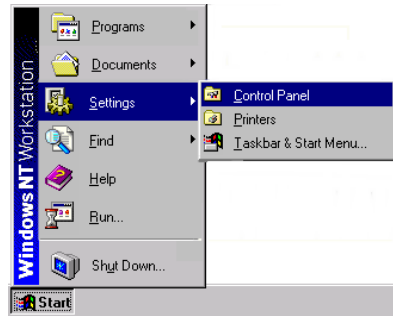 Programs
Documents
Settings
Control Panel
Printers
Taskbar & Start Menu...
Find
Help
Run...
Shut Down...
Windows NT Workstation
Start